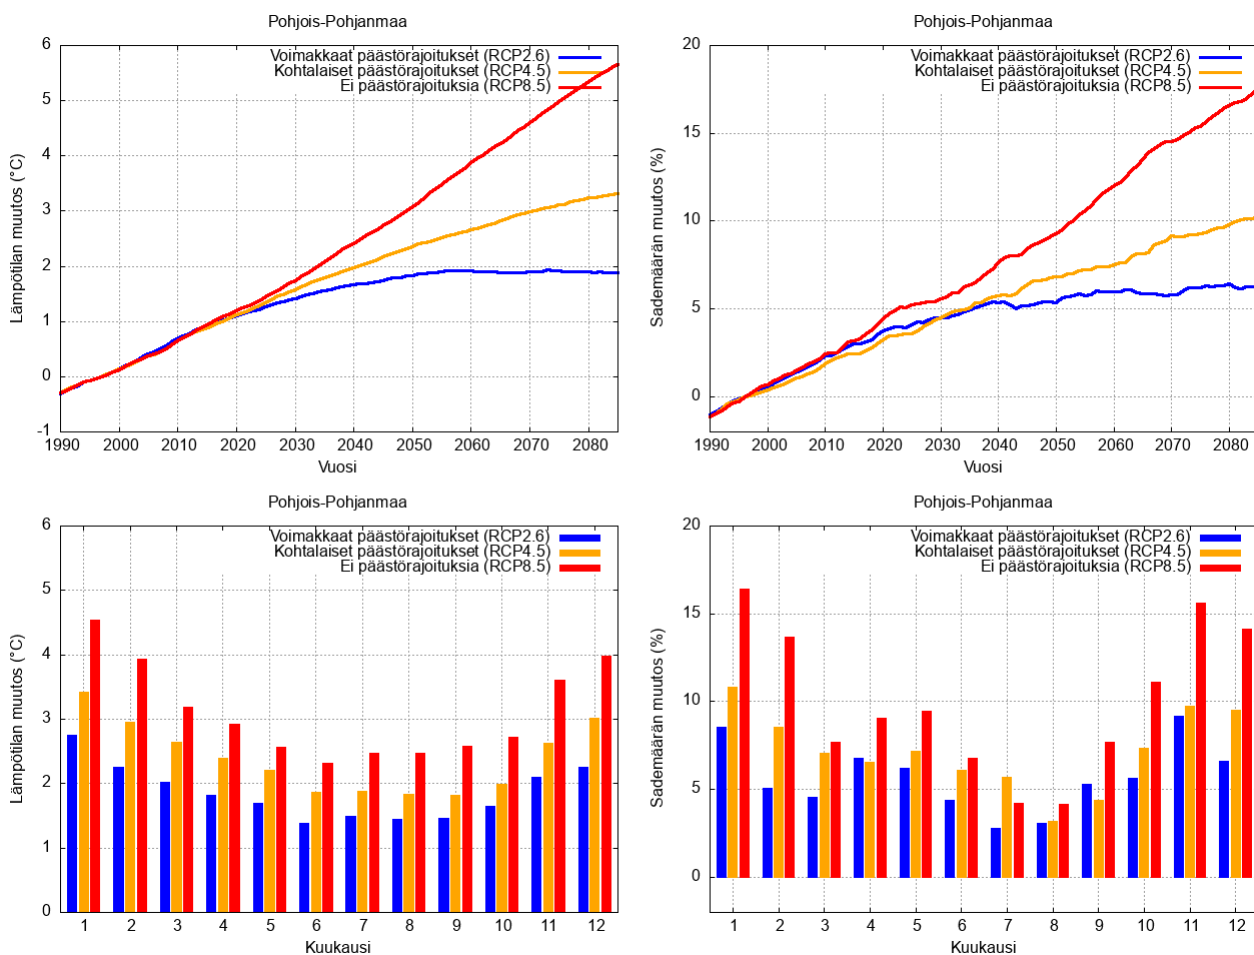 Pohjois-Pohjanmaa
Voimakkaat päästörajoitukset (RCP2.6)
Kohtalaiset päästörajoitukset (RCP4.5)
Ei päästörajoituksia (RCP8.5)
Lämpötilan muutos (°C)
6
5
4
3
2
1
0
-1
1990 2000 2010 2020 2030 2040 2050 2060 2070 2080
Vuosi
Pohjois-Pohjanmaa
Voimakkaat päästörajoitukset (RCP2.6)
Kohtalaiset päästörajoitukset (RCP4.5)
Ei päästörajoituksia (RCP8.5)
Sademäärän muutos (%)
20
15
10
5
0
1990 2000 2010 2020 2030 2040 2050 2060 2070 2080
Vuosi
Pohjois-Pohjanmaa
Voimakkaat päästörajoitukset (RCP2.6)
Kohtalaiset päästörajoitukset (RCP4.5)
Ei päästörajoituksia (RCP8.5)
Lämpötilan muutos (°C)
6
5
4
3
2
1
0
1 2 3 4 5 6 7 8 9 10 11 12
Kuukausi
Pohjois-Pohjanmaa
Voimakkaat päästörajoitukset (RCP2.6)
Kohtalaiset päästörajoitukset (RCP4.5)
Ei päästörajoituksia (RCP8.5)
Sademäärän muutos (%)
20
15
10
5
0
1 2 3 4 5 6 7 8 9 10 11 12
Kuukausi